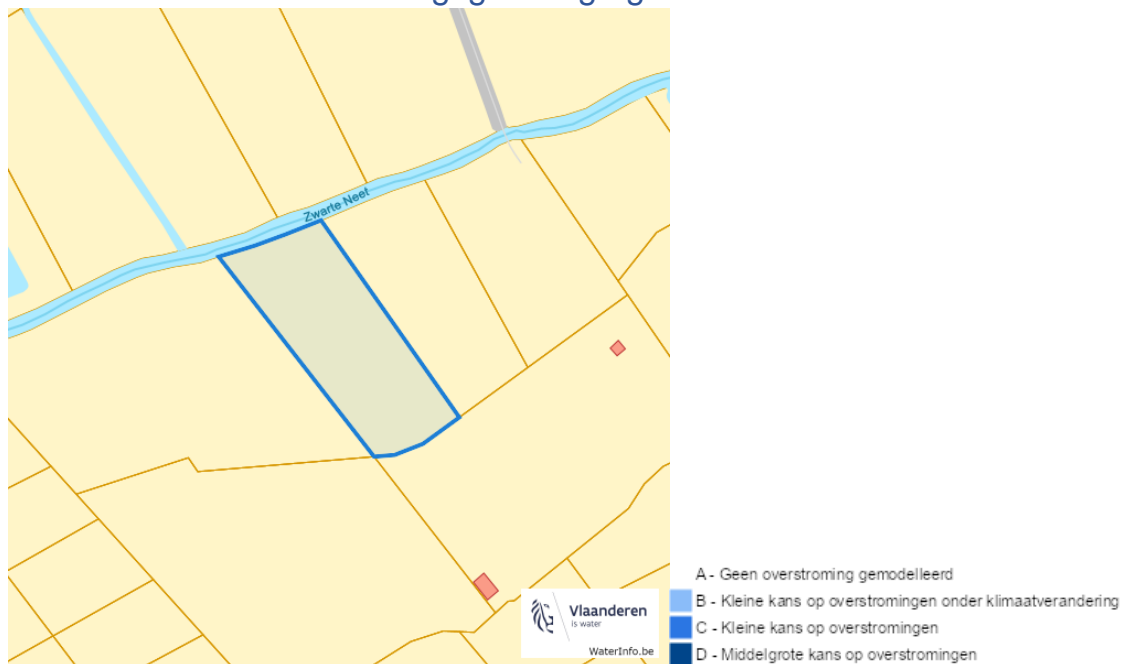 Zwarte Neet
Vlaanderen
is water
WaterInfo.be
A - Geen overstroming gemodelleerd
B - Kleine kans op overstromingen onder klimaatverandering
C - Kleine kans op overstromingen
D - Middelgrote kans op overstromingen